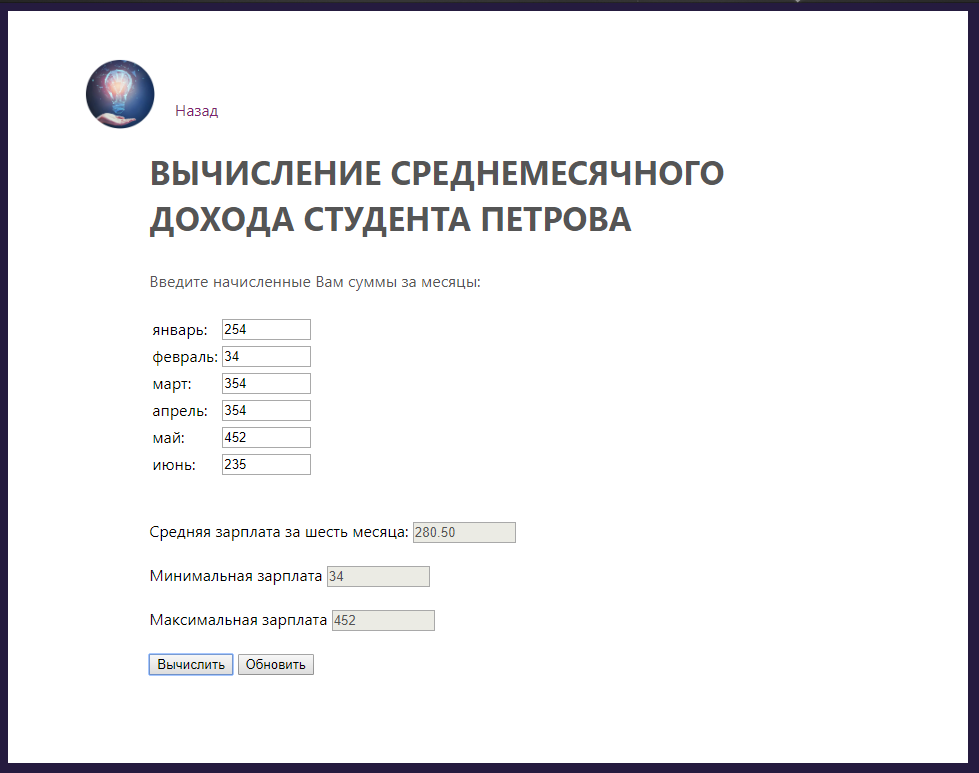 Назад
ВЫЧИСЛЕНИЕ СРЕДНЕМЕСЯЧНОГО
ДОХОДА СТУДЕНТА ПЕТРОВА
Введите начисленные Вам суммы за месяцы:
январь: 254
февраль: 34
март: 354
апрель: 354
май: 452
июнь: 235
Средняя зарплата за шесть месяца: 280.50
Минимальная зарплата 34
Максимальная зарплата 452
Вычислить Обновить